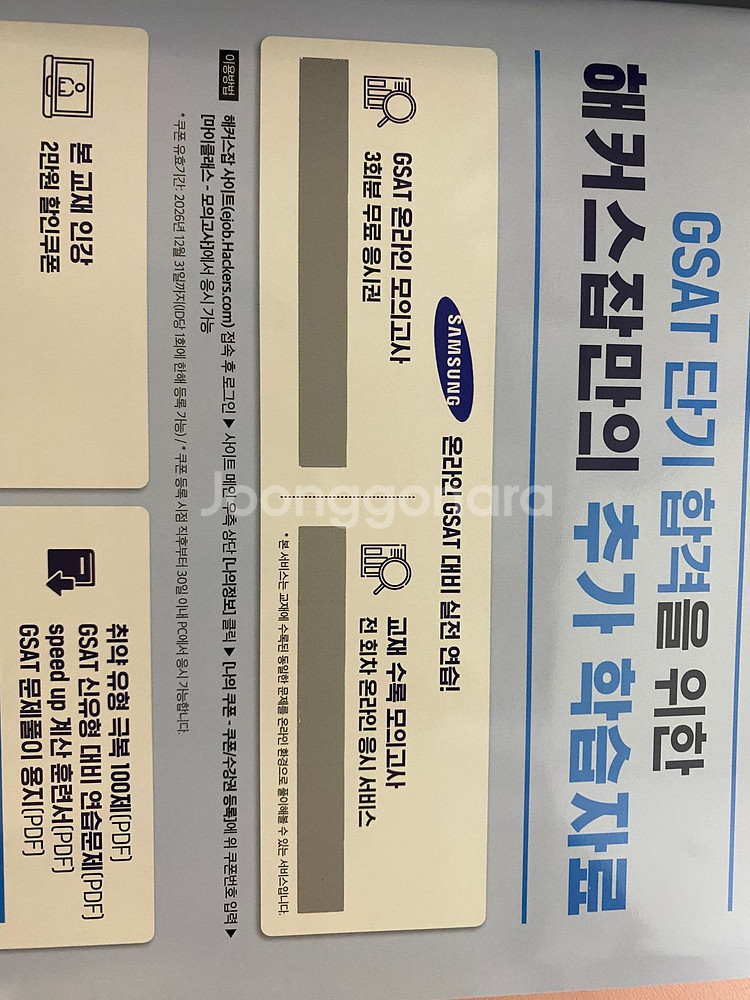 GSAT 단기 합격을 위한
해커스잡만의 추가 학습자료
SAMSUNG 온라인 GSAT 대비 실전 연습!
GSAT 온라인 모의고사
3회분 무료 응시권
교재 수록 모의고사
전 회차 온라인 응시 서비스
* 본 서비스는 교재에 수록된 동일한 문제를 온라인 환경으로 풀이해볼 수 있는 서비스입니다.
이용방법
해커스잡 사이트(ejob.Hackers.com) 접속 후 로그인 ▶ 사이트 메인 우측 상단 [나의정보] 클릭 ▶ [나의 쿠폰 - 쿠폰/수강권 등록]에 위 쿠폰번호 입력 ▶
[마이클래스 - 모의고사]에서 응시 가능
* 쿠폰 유효기간: 2026년 12월 31일까지(ID당 1회에 한해 등록 가능) / * 쿠폰 등록 시점 직후부터 30일 이내 PC에서 응시 가능합니다.
본 교재 인강
2만원 할인쿠폰
취약 유형 극복 100제(PDF)
GSAT 신유형 대비 연습문제(PDF)
speed up 계산 훈련서(PDF)
GSAT 문제풀이 용지(PDF)
Joonggonara